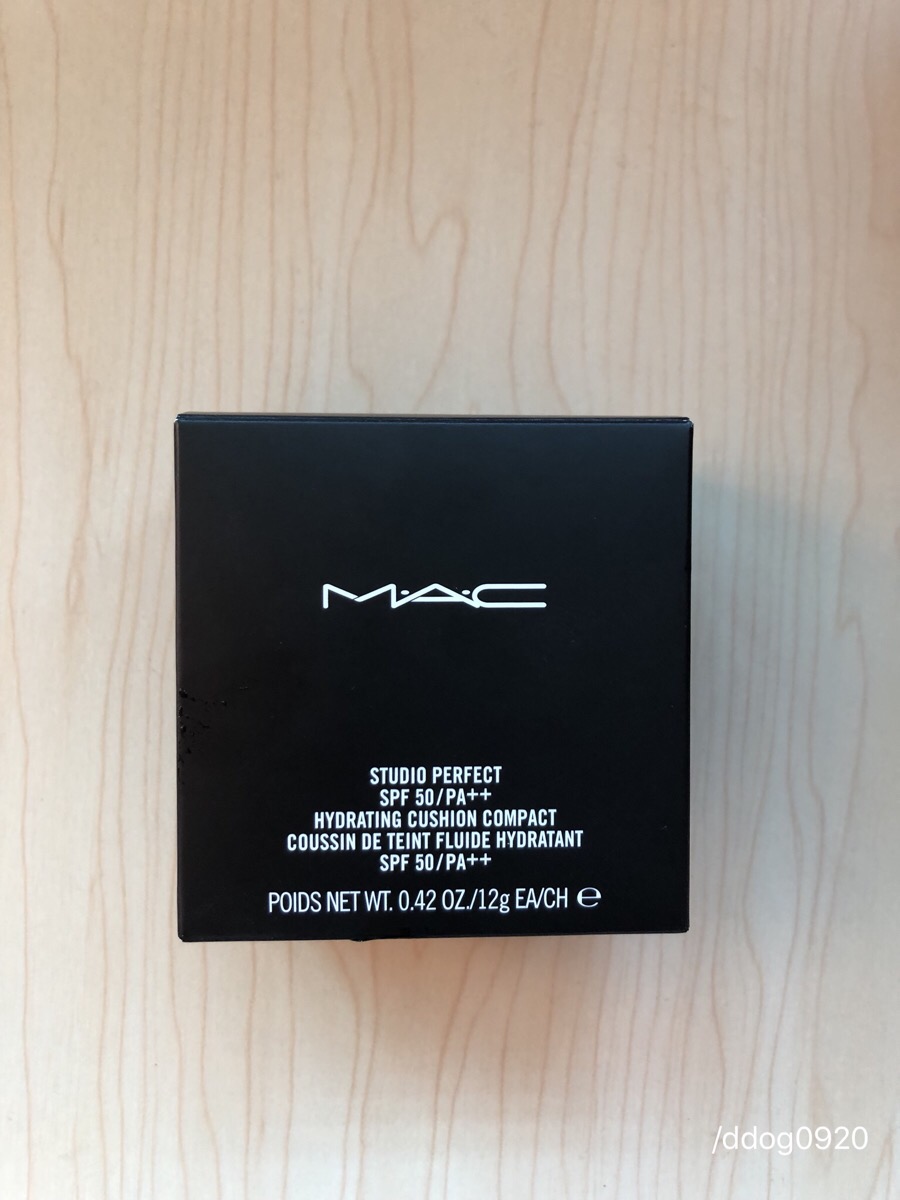 M·A·C
STUDIO PERFECT
SPF 50/PA++
HYDRATING CUSHION COMPACT
COUSSIN DE TEINT FLUIDE HYDRATANT
SPF 50/PA++
POIDS NET WT. 0.42 OZ./12g EA/CH ℮
/ddog0920